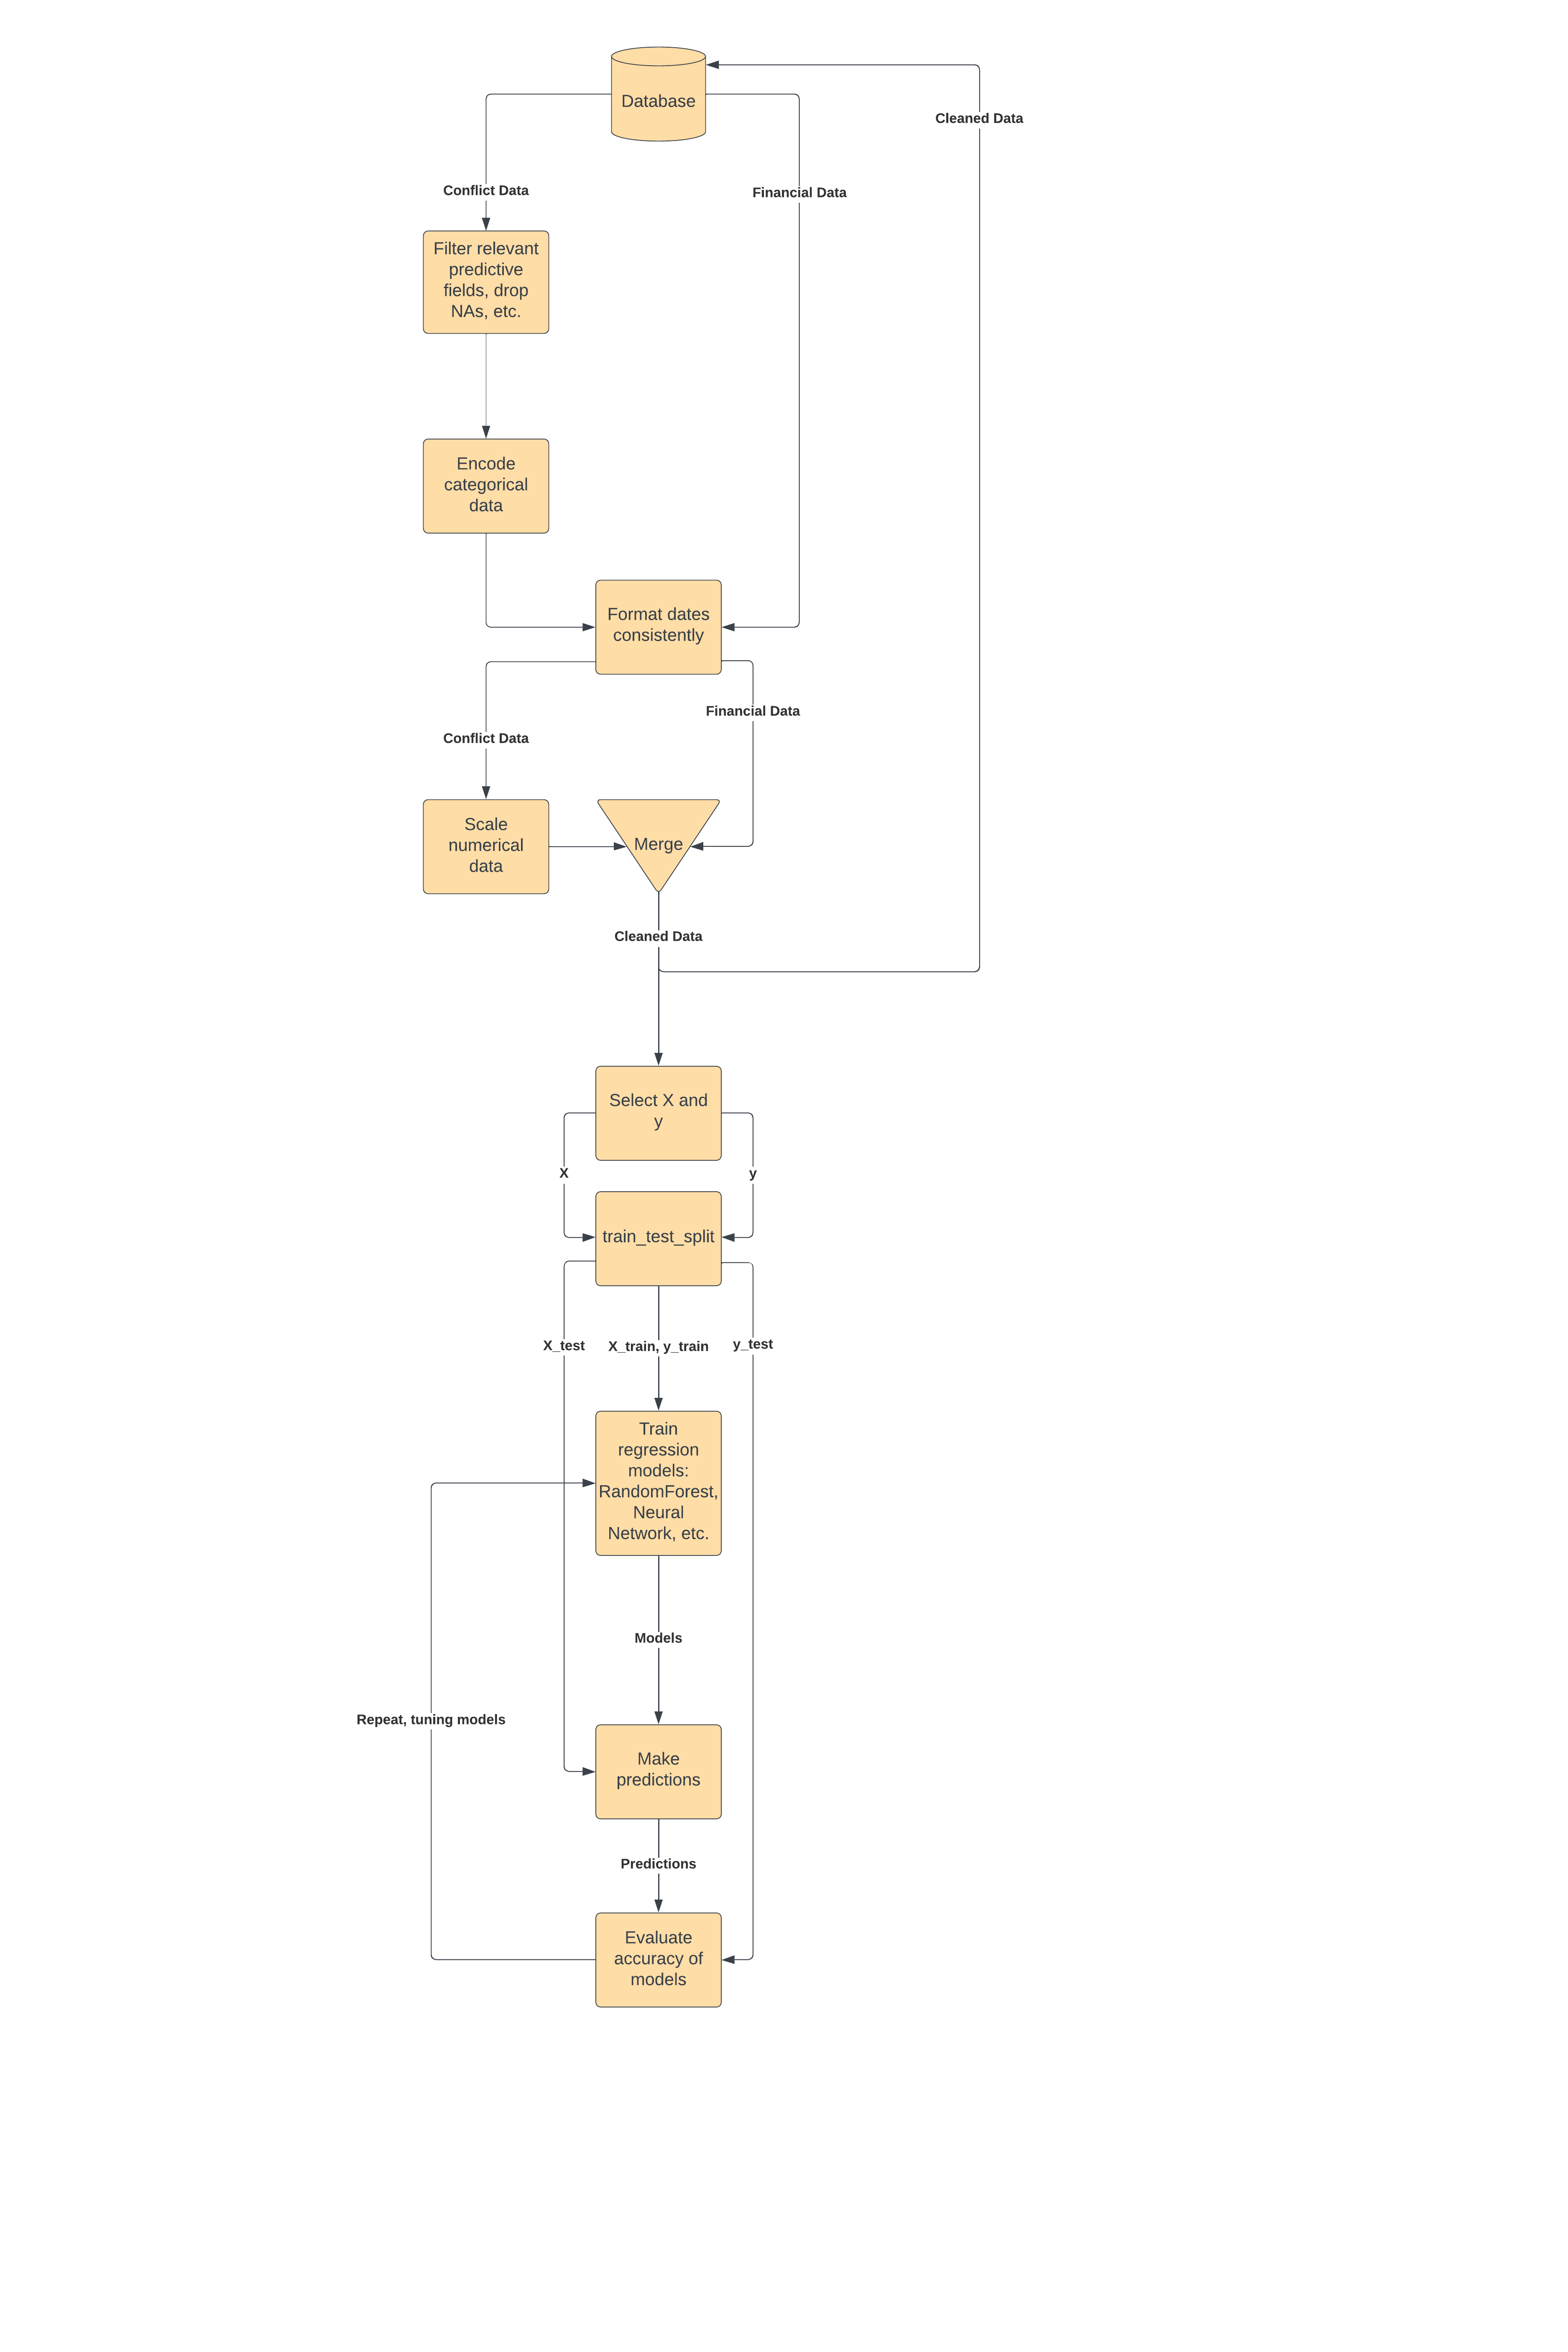 Database
Cleaned Data
Conflict Data
Financial Data
Filter relevant
predictive
fields, drop
NAs, etc.
Encode
categorical
data
Format dates
consistently
Financial Data
Conflict Data
Scale
numerical
data
Merge
Cleaned Data
Select X and
y
X
y
train_test_split
X_test
X_train, y_train
y_test
Train
regression
models:
RandomForest,
Neural
Network, etc.
Models
Repeat, tuning models
Make
predictions
Predictions
Evaluate
accuracy of
models